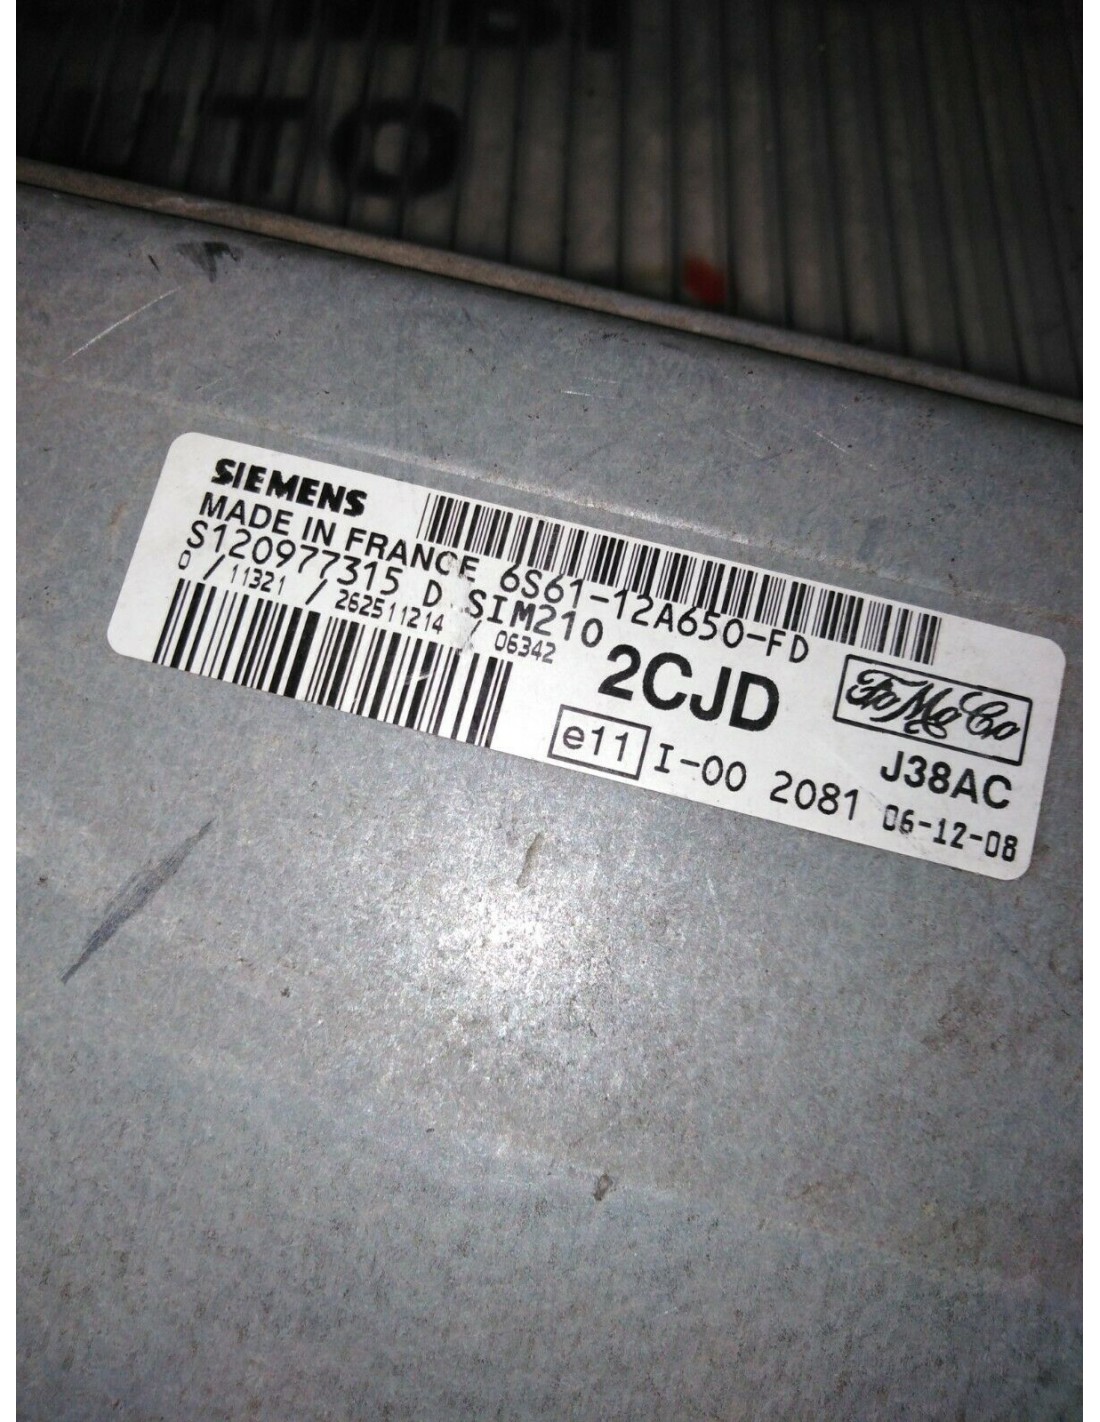 UTO
SIEMENS
MADE IN FRANCE 6S61-12A650-FD
S120977315 D SIM210
0 / 11321 / 262511214 / 06342
2CJD
FoMoCo
e11 I-00 2081
J38AC
06-12-08